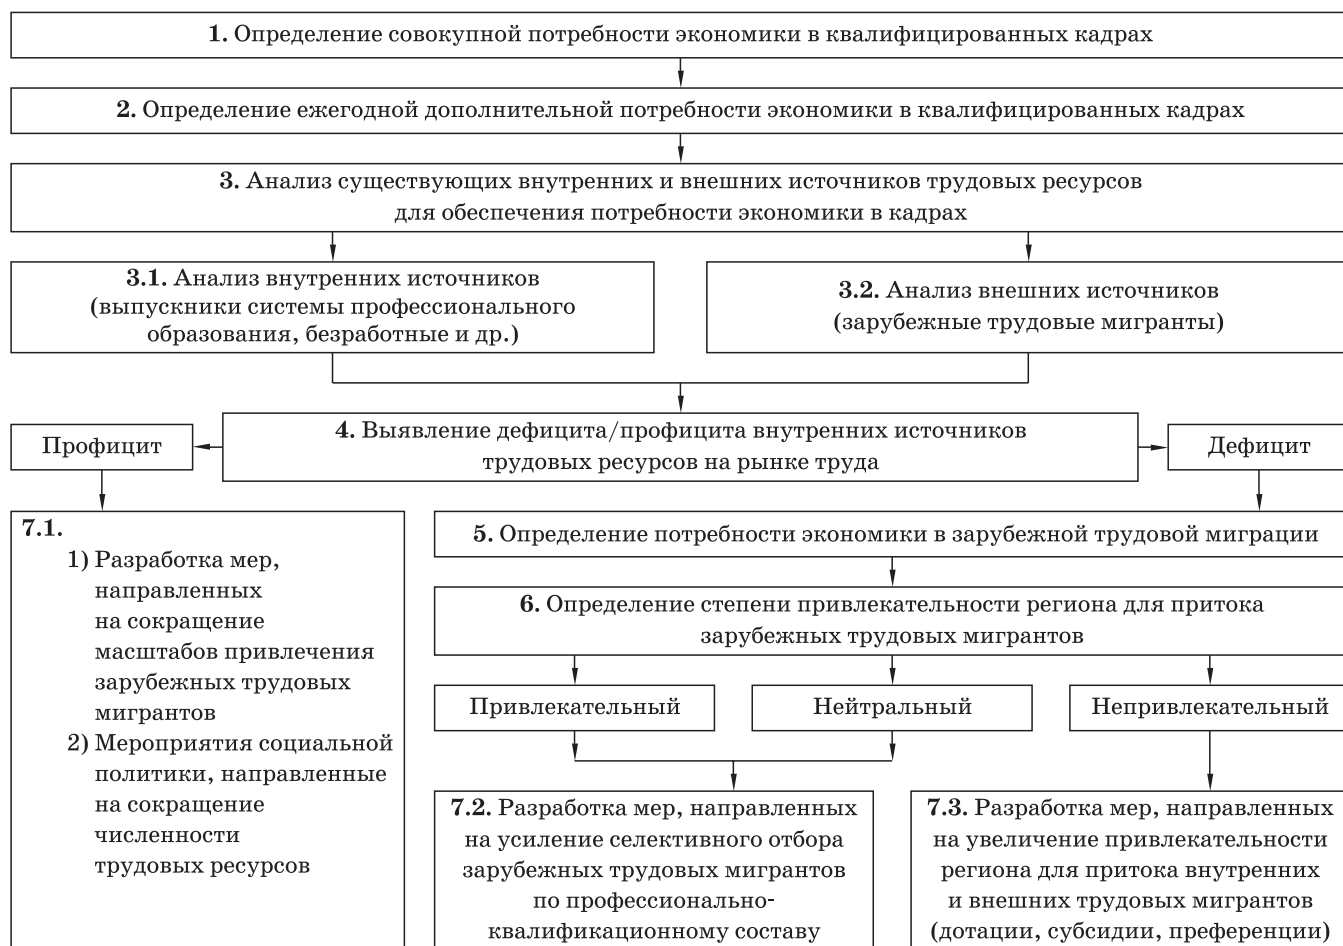 1. Определение совокупной потребности экономики в квалифицированных кадрах
2. Определение ежегодной дополнительной потребности экономики в квалифицированных кадрах
3. Анализ существующих внутренних и внешних источников трудовых ресурсов
для обеспечения потребности экономики в кадрах
3.1. Анализ внутренних источников
(выпускники системы профессионального
образования, безработные и др.)
3.2. Анализ внешних источников
(зарубежные трудовые мигранты)
4. Выявление дефицита/профицита внутренних источников
трудовых ресурсов на рынке труда
Профицит
Дефицит
7.1.
1) Разработка мер,
направленных
на сокращение
масштабов привлечения
зарубежных трудовых
мигрантов
2) Мероприятия социальной
политики, направленные
на сокращение
численности
трудовых ресурсов
5. Определение потребности экономики в зарубежной трудовой миграции
6. Определение степени привлекательности региона для притока
зарубежных трудовых мигрантов
Привлекательный
Нейтральный
Непривлекательный
7.2. Разработка мер, направленных
на усиление селективного отбора
зарубежных трудовых мигрантов
по профессионально-
квалификационному составу
7.3. Разработка мер, направленных
на увеличение привлекательности
региона для притока внутренних
и внешних трудовых мигрантов
(дотации, субсидии, преференции)